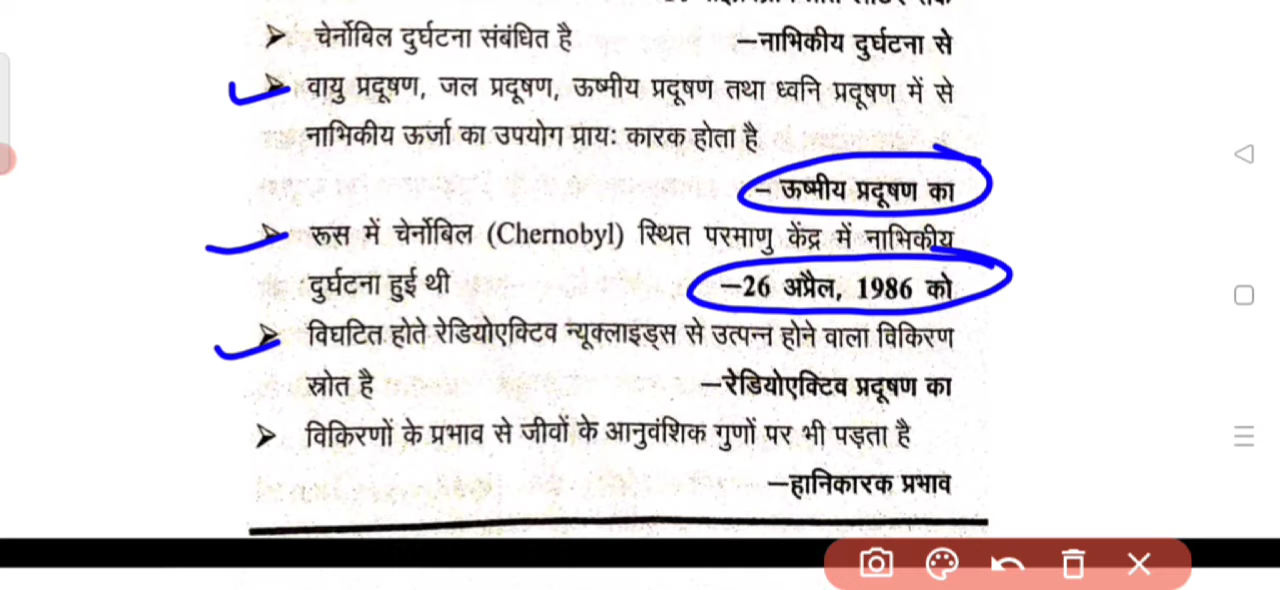 ➤ चेर्नोबिल दुर्घटना संबंधित है –नाभिकीय दुर्घटना से
➤ वायु प्रदूषण, जल प्रदूषण, ऊष्मीय प्रदूषण तथा ध्वनि प्रदूषण में से
नाभिकीय ऊर्जा का उपयोग प्रायः कारक होता है
– ऊष्मीय प्रदूषण का
➤ रूस में चेर्नोबिल (Chernobyl) स्थित परमाणु केंद्र में नाभिकीय
दुर्घटना हुई थी –26 अप्रैल, 1986 को
➤ विघटित होते रेडियोएक्टिव न्यूक्लाइड्स से उत्पन्न होने वाला विकिरण
स्रोत है –रेडियोएक्टिव प्रदूषण का
➤ विकिरणों के प्रभाव से जीवों के आनुवंशिक गुणों पर भी पड़ता है
–हानिकारक प्रभाव